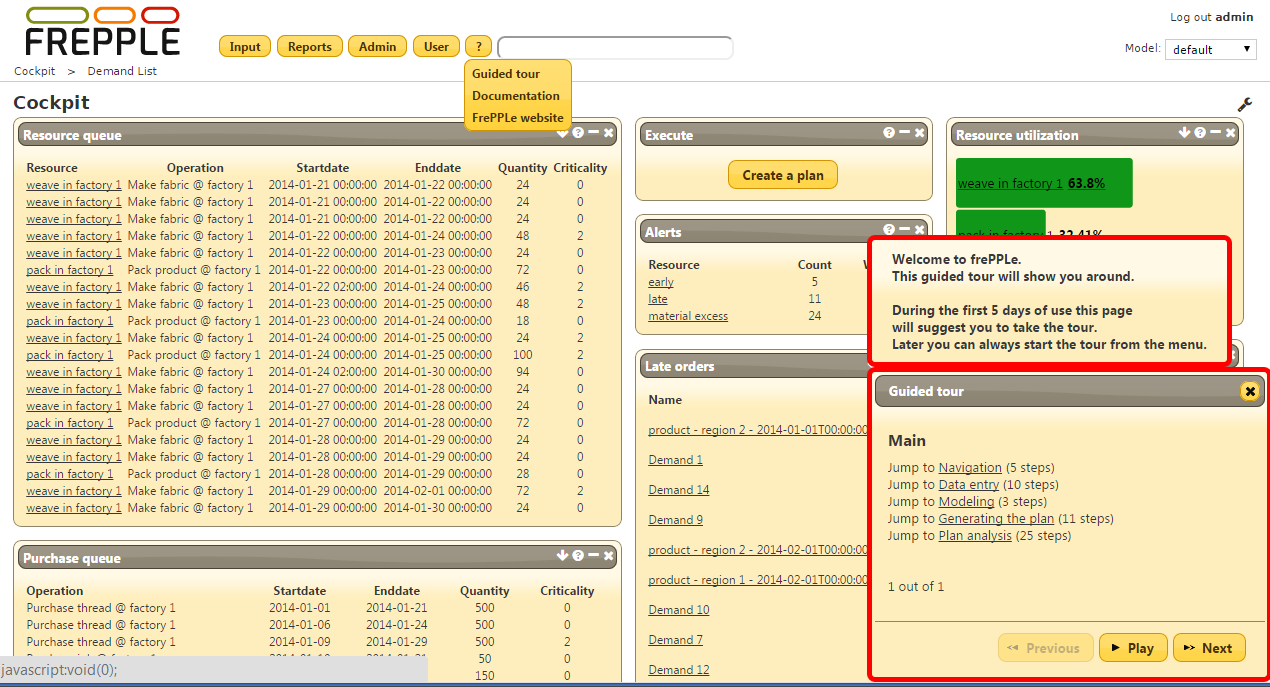 FREPPLE
Log out admin
Input Reports Admin User ?
Model: default
Cockpit > Demand List
Guided tour
Documentation
FrePPLe website
Cockpit
Resource queue
Resource Operation Startdate Enddate Quantity Criticality
weave in factory 1 Make fabric @ factory 1 2014-01-21 00:00:00 2014-01-22 00:00:00 24 0
weave in factory 1 Make fabric @ factory 1 2014-01-21 00:00:00 2014-01-22 00:00:00 24 0
weave in factory 1 Make fabric @ factory 1 2014-01-21 00:00:00 2014-01-22 00:00:00 24 0
weave in factory 1 Make fabric @ factory 1 2014-01-22 00:00:00 2014-01-24 00:00:00 48 2
weave in factory 1 Make fabric @ factory 1 2014-01-22 00:00:00 2014-01-23 00:00:00 24 0
pack in factory 1 Pack product @ factory 1 2014-01-22 00:00:00 2014-01-23 00:00:00 72 0
weave in factory 1 Make fabric @ factory 1 2014-01-22 02:00:00 2014-01-24 00:00:00 46 2
weave in factory 1 Make fabric @ factory 1 2014-01-23 00:00:00 2014-01-25 00:00:00 48 2
pack in factory 1 Pack product @ factory 1 2014-01-23 00:00:00 2014-01-24 00:00:00 18 0
weave in factory 1 Make fabric @ factory 1 2014-01-24 00:00:00 2014-01-25 00:00:00 24 2
pack in factory 1 Pack product @ factory 1 2014-01-24 00:00:00 2014-01-25 00:00:00 100 2
weave in factory 1 Make fabric @ factory 1 2014-01-24 02:00:00 2014-01-30 00:00:00 94 0
weave in factory 1 Make fabric @ factory 1 2014-01-27 00:00:00 2014-01-28 00:00:00 24 0
weave in factory 1 Make fabric @ factory 1 2014-01-27 00:00:00 2014-01-28 00:00:00 24 0
pack in factory 1 Pack product @ factory 1 2014-01-27 00:00:00 2014-01-28 00:00:00 72 0
weave in factory 1 Make fabric @ factory 1 2014-01-28 00:00:00 2014-01-29 00:00:00 24 0
weave in factory 1 Make fabric @ factory 1 2014-01-28 00:00:00 2014-01-29 00:00:00 24 0
pack in factory 1 Pack product @ factory 1 2014-01-28 00:00:00 2014-01-29 00:00:00 28 0
weave in factory 1 Make fabric @ factory 1 2014-01-29 00:00:00 2014-02-01 00:00:00 72 2
weave in factory 1 Make fabric @ factory 1 2014-01-29 00:00:00 2014-01-30 00:00:00 24 0
Purchase queue
Operation Startdate Enddate Quantity Criticality
Purchase thread @ factory 1 2014-01-01 2014-01-21 500 0
Purchase thread @ factory 1 2014-01-06 2014-01-24 500 0
Purchase thread @ factory 1 2014-01-09 2014-01-29 500 2
50 0
150 0
javascript:void(0);
Execute
Create a plan
Alerts
Resource Count
early 5
late 11
material excess 24
Late orders
Name
product - region 2 - 2014-01-01T00:00:00
Demand 1
Demand 14
Demand 9
product - region 2 - 2014-02-01T00:00:00
product - region 1 - 2014-02-01T00:00:00
Demand 10
Demand 7
Demand 12
Resource utilization
weave in factory 1 63.8%
pack in factory 1 32.41%
Welcome to frePPLe.
This guided tour will show you around.
During the first 5 days of use this page
will suggest you to take the tour.
Later you can always start the tour from the menu.
Guided tour
Main
Jump to Navigation (5 steps)
Jump to Data entry (10 steps)
Jump to Modeling (3 steps)
Jump to Generating the plan (11 steps)
Jump to Plan analysis (25 steps)
1 out of 1
Previous Play Next